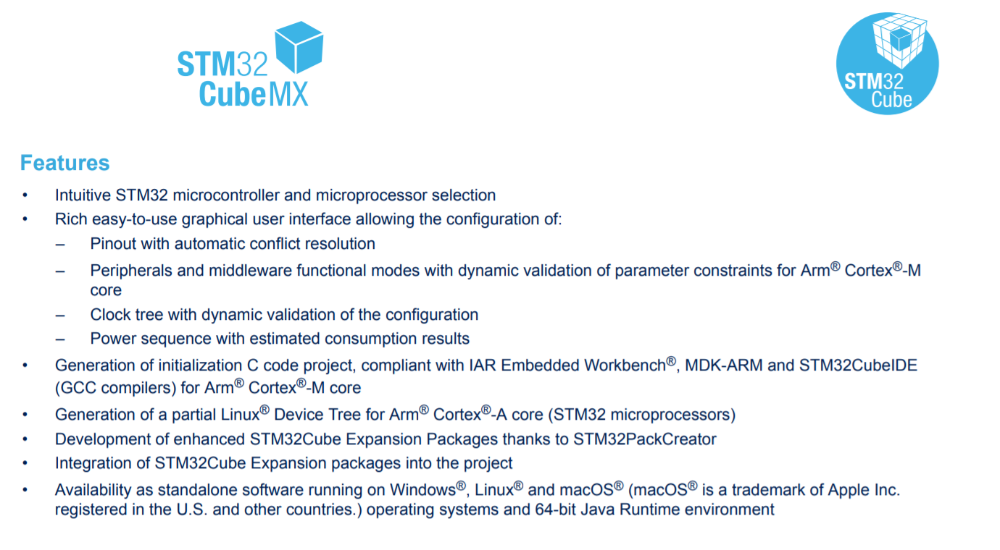 STM32
CubeMX
STM32
Cube
Features
• Intuitive STM32 microcontroller and microprocessor selection
• Rich easy-to-use graphical user interface allowing the configuration of:
– Pinout with automatic conflict resolution
– Peripherals and middleware functional modes with dynamic validation of parameter constraints for Arm® Cortex®-M
core
– Clock tree with dynamic validation of the configuration
– Power sequence with estimated consumption results
• Generation of initialization C code project, compliant with IAR Embedded Workbench®, MDK-ARM and STM32CubeIDE
(GCC compilers) for Arm® Cortex®-M core
• Generation of a partial Linux® Device Tree for Arm® Cortex®-A core (STM32 microprocessors)
• Development of enhanced STM32Cube Expansion Packages thanks to STM32PackCreator
• Integration of STM32Cube Expansion packages into the project
• Availability as standalone software running on Windows®, Linux® and macOS® (macOS® is a trademark of Apple Inc.
registered in the U.S. and other countries.) operating systems and 64-bit Java Runtime environment